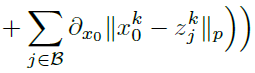 $+ \sum_{j \in \mathcal{B}} \partial_{x_0} \| x_0^k - z_j^k \|_p \Big) \Big)$